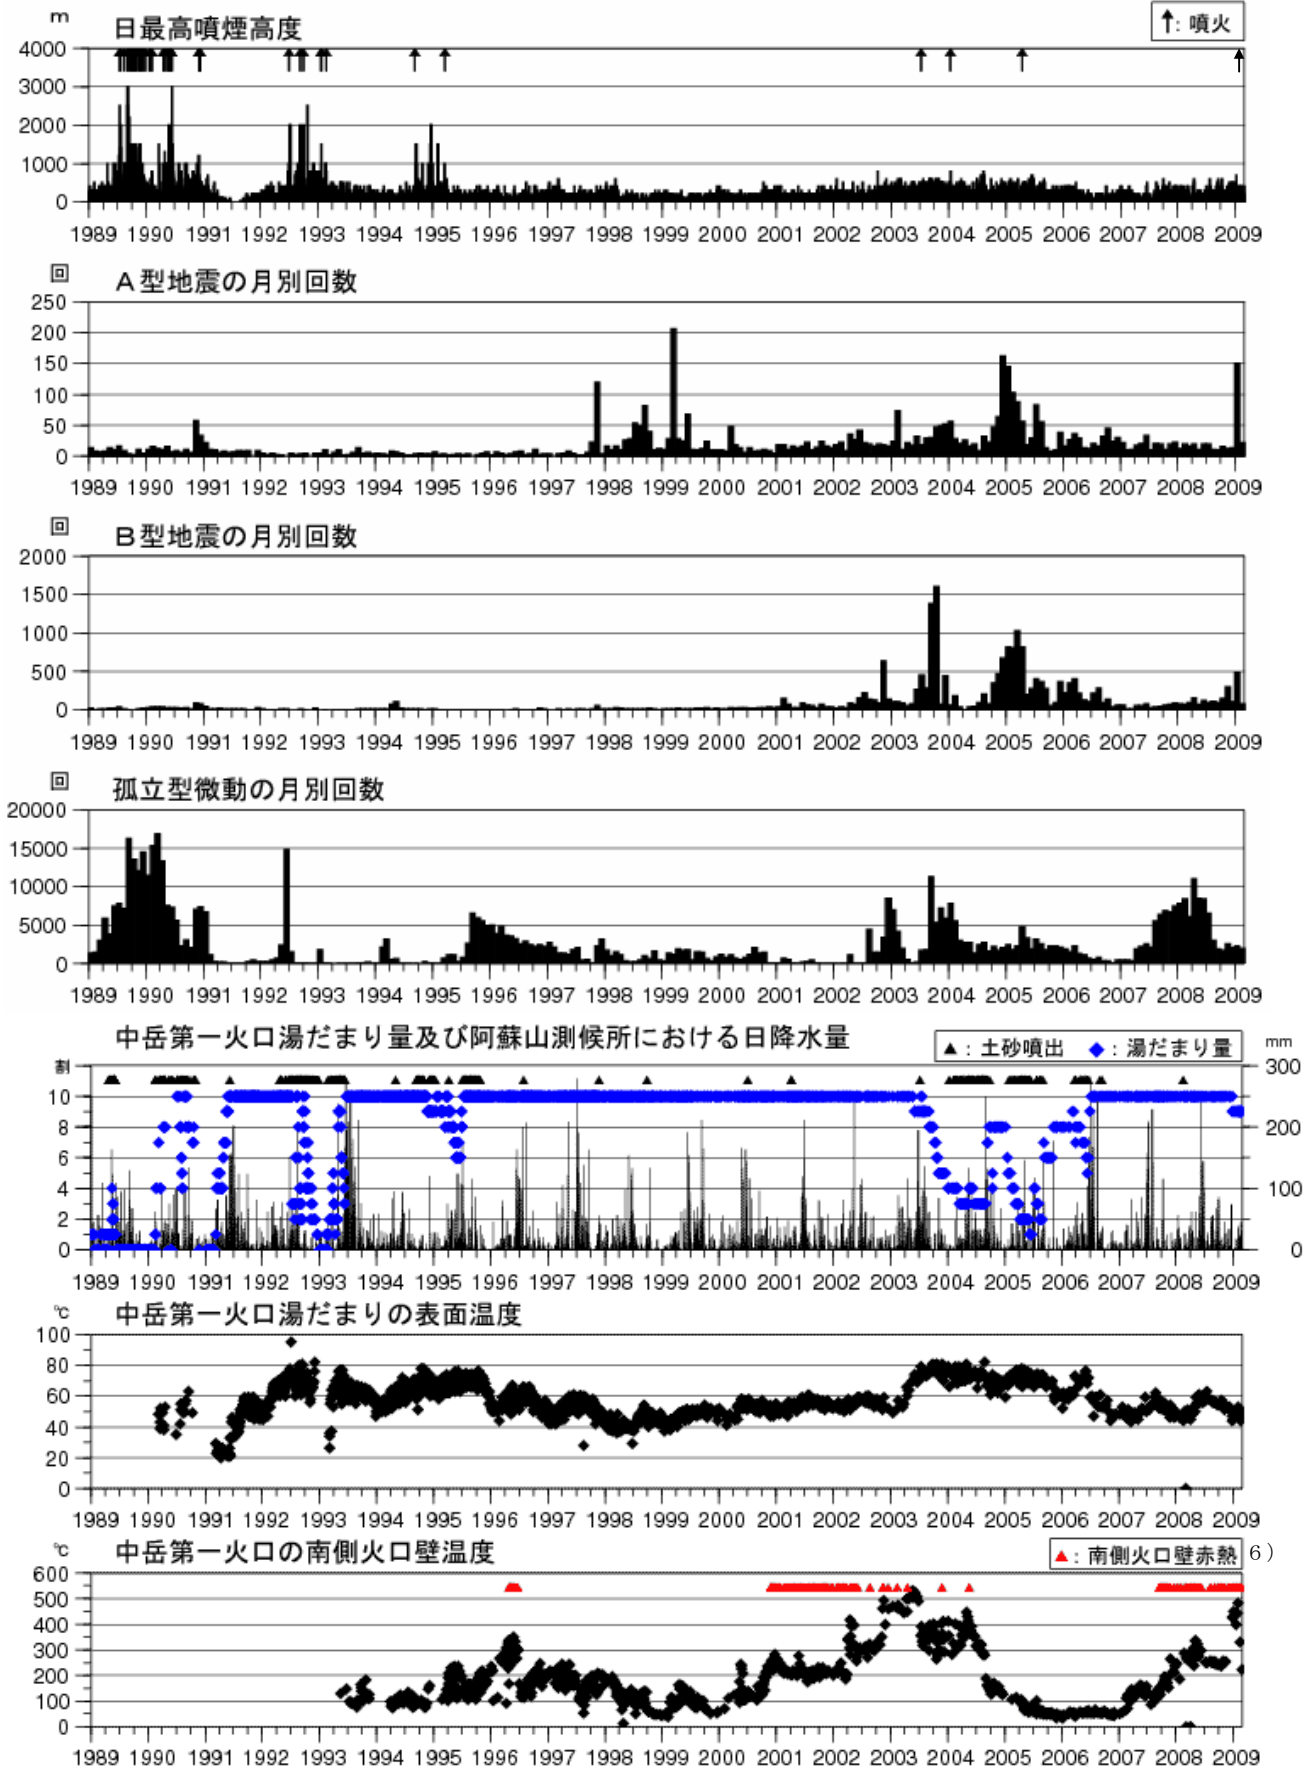 m
日最高噴煙高度
↑: 噴火
4000
3000
2000
1000
0
1989 1990 1991 1992 1993 1994 1995 1996 1997 1998 1999 2000 2001 2002 2003 2004 2005 2006 2007 2008 2009
回
A型地震の月別回数
250
200
150
100
50
0
1989 1990 1991 1992 1993 1994 1995 1996 1997 1998 1999 2000 2001 2002 2003 2004 2005 2006 2007 2008 2009
回
B型地震の月別回数
2000
1500
1000
500
0
1989 1990 1991 1992 1993 1994 1995 1996 1997 1998 1999 2000 2001 2002 2003 2004 2005 2006 2007 2008 2009
回
孤立型微動の月別回数
20000
15000
10000
5000
0
1989 1990 1991 1992 1993 1994 1995 1996 1997 1998 1999 2000 2001 2002 2003 2004 2005 2006 2007 2008 2009
中岳第一火口湯だまり量及び阿蘇山測候所における日降水量
▲: 土砂噴出 ◆: 湯だまり量
mm
割
300
10
8
200
6
4
100
2
0
0
1989 1990 1991 1992 1993 1994 1995 1996 1997 1998 1999 2000 2001 2002 2003 2004 2005 2006 2007 2008 2009
℃
中岳第一火口湯だまりの表面温度
100
80
60
40
20
0
1989 1990 1991 1992 1993 1994 1995 1996 1997 1998 1999 2000 2001 2002 2003 2004 2005 2006 2007 2008 2009
℃
中岳第一火口の南側火口壁温度
▲: 南側火口壁赤熱 6)
600
500
400
300
200
100
0
1989 1990 1991 1992 1993 1994 1995 1996 1997 1998 1999 2000 2001 2002 2003 2004 2005 2006 2007 2008 2009